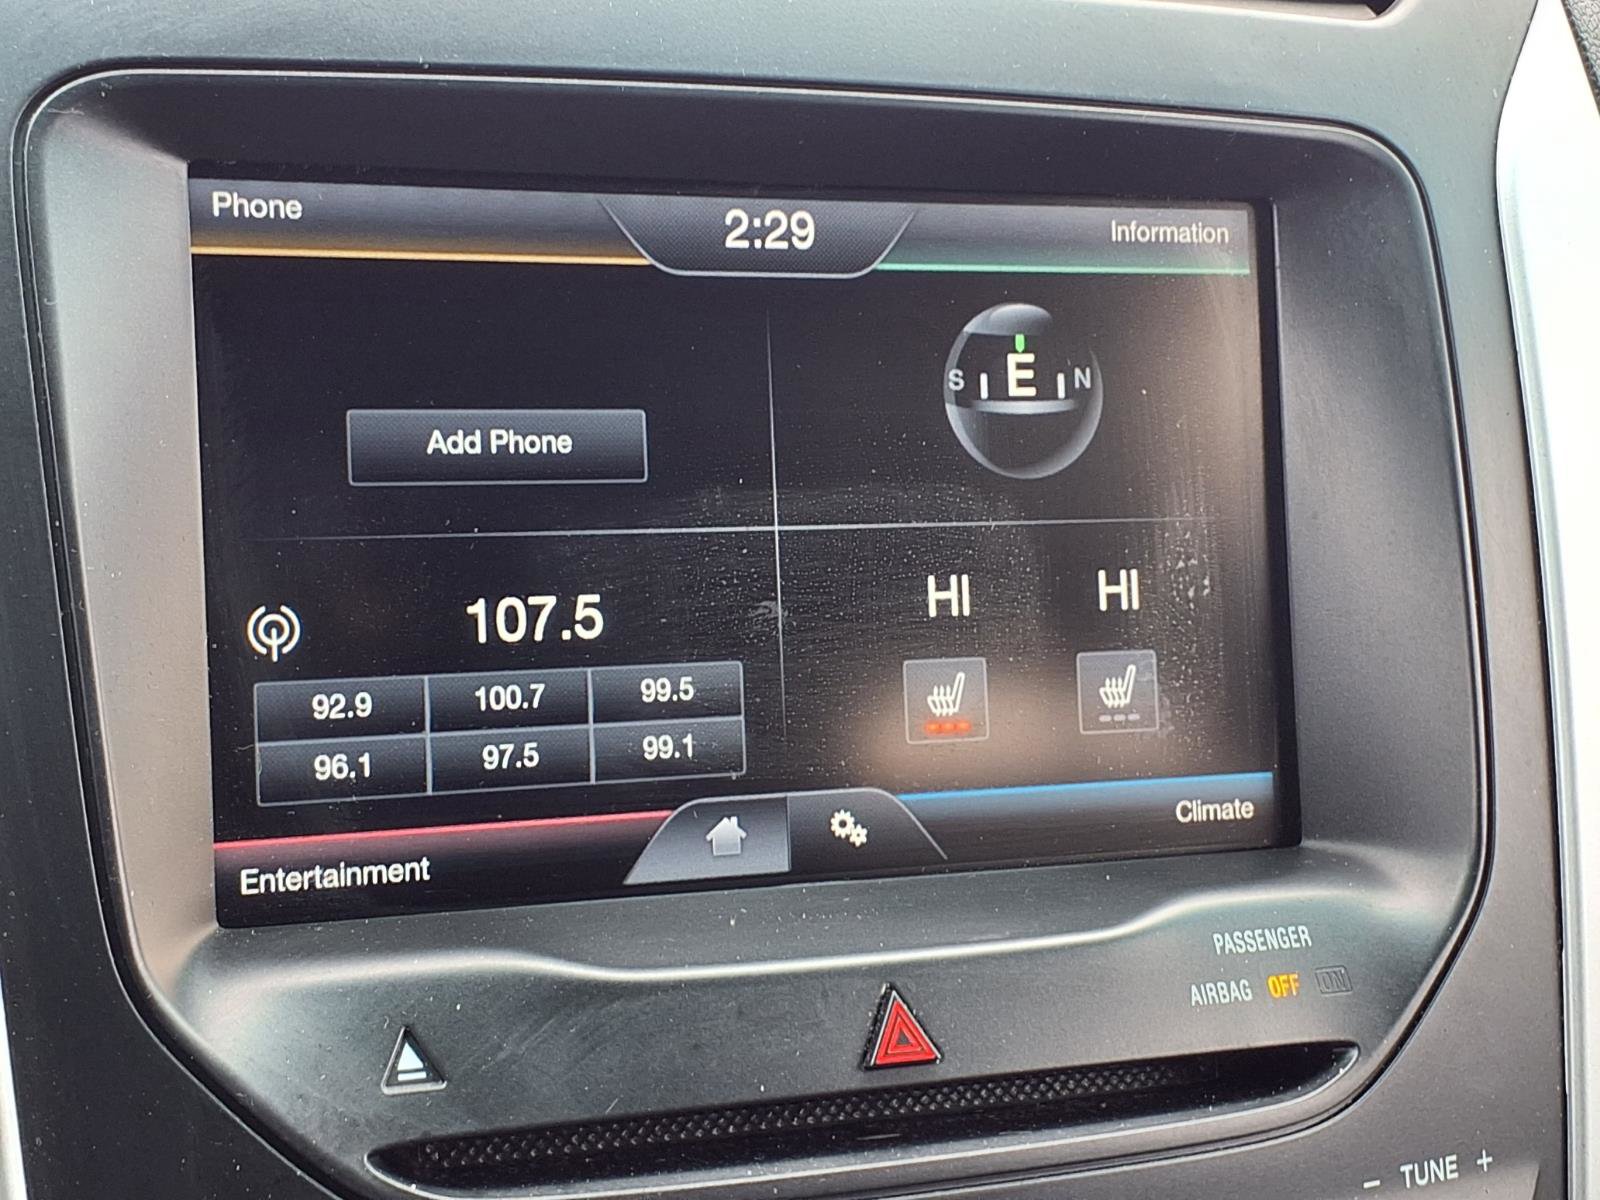 Phone
2:29
Information
S E N
Add Phone
107.5
HI HI
92.9 100.7 99.5
96.1 97.5 99.1
Climate
Entertainment
PASSENGER
AIRBAG OFF ON
- TUNE +